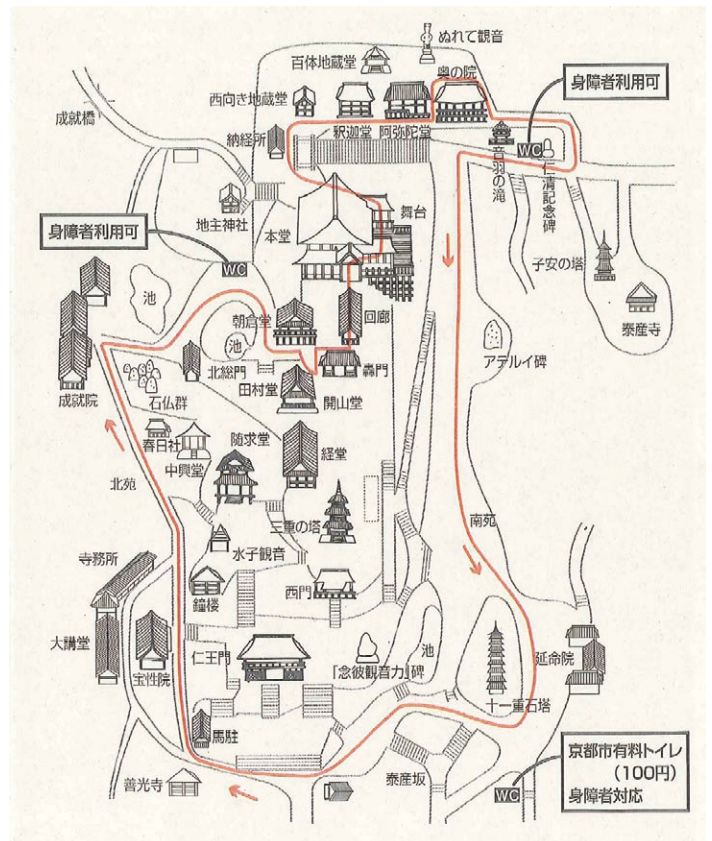 ぬれて観音
百体地蔵堂
奥の院
身障者利用可
西向き地蔵堂
成就橋
納経所
釈迦堂
阿弥陀堂
音羽の滝
WC
仁清記念碑
地主神社
本堂
舞台
身障者利用可
WC
子安の塔
泰産寺
池
朝倉堂
回廊
池
アテルイ碑
北総門
轟門
成就院
田村堂
開山堂
石仏群
春日社
中興堂
随求堂
経堂
北苑
三重の塔
南苑
水子観音
寺務所
鐘楼
西門
大講堂
宝性院
仁王門
「念彼観音力」碑
池
延命院
十一重石塔
馬駐
京都市有料トイレ
(100円)
身障者対応
善光寺
泰産坂
WC